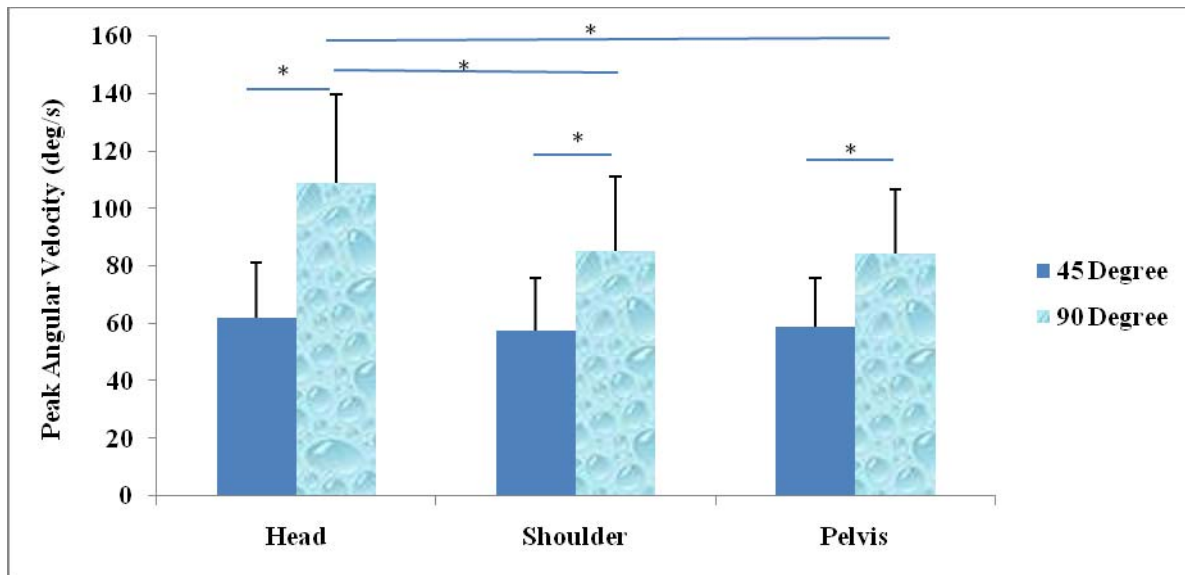 Peak Angular Velocity (deg/s)
160
140
120
100
80
60
40
20
0
*
*
*
*
*
Head
Shoulder
Pelvis
45 Degree
90 Degree